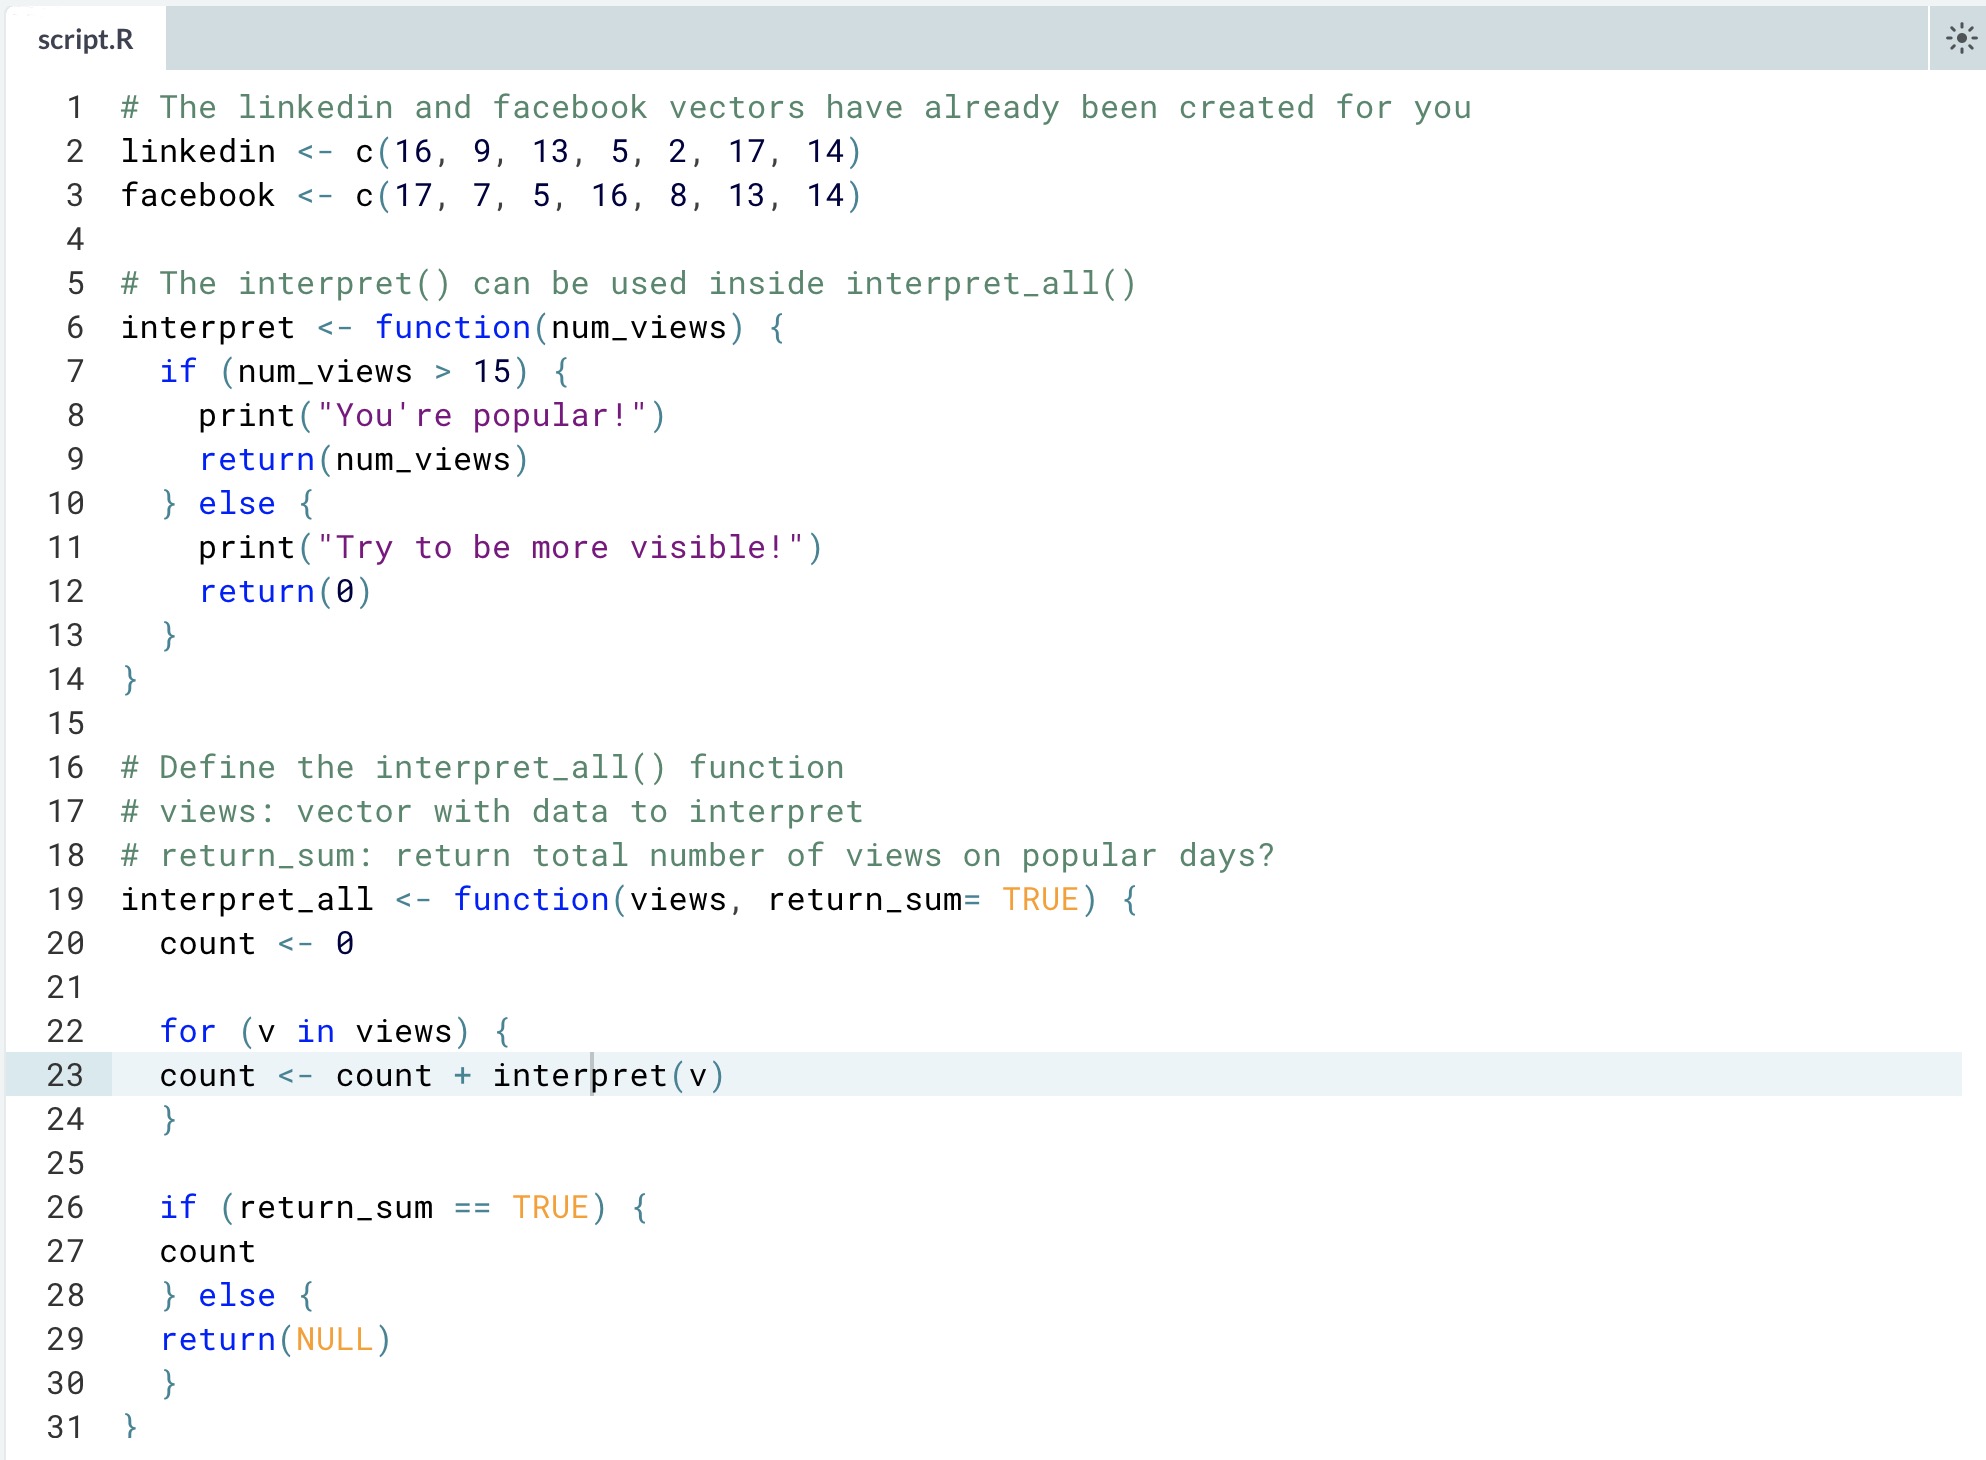 script.R
1 # The linkedin and facebook vectors have already been created for you
2 linkedin <- c(16, 9, 13, 5, 2, 17, 14)
3 facebook <- c(17, 7, 5, 16, 8, 13, 14)
4
5 # The interpret() can be used inside interpret_all()
6 interpret <- function(num_views) {
7   if (num_views > 15) {
8     print("You're popular!")
9     return(num_views)
10   } else {
11     print("Try to be more visible!")
12     return(0)
13   }
14 }
15
16 # Define the interpret_all() function
17 # views: vector with data to interpret
18 # return_sum: return total number of views on popular days?
19 interpret_all <- function(views, return_sum= TRUE) {
20   count <- 0
21
22   for (v in views) {
23   count <- count + interpret(v)
24   }
25
26   if (return_sum == TRUE) {
27   count
28   } else {
29   return(NULL)
30   }
31 }